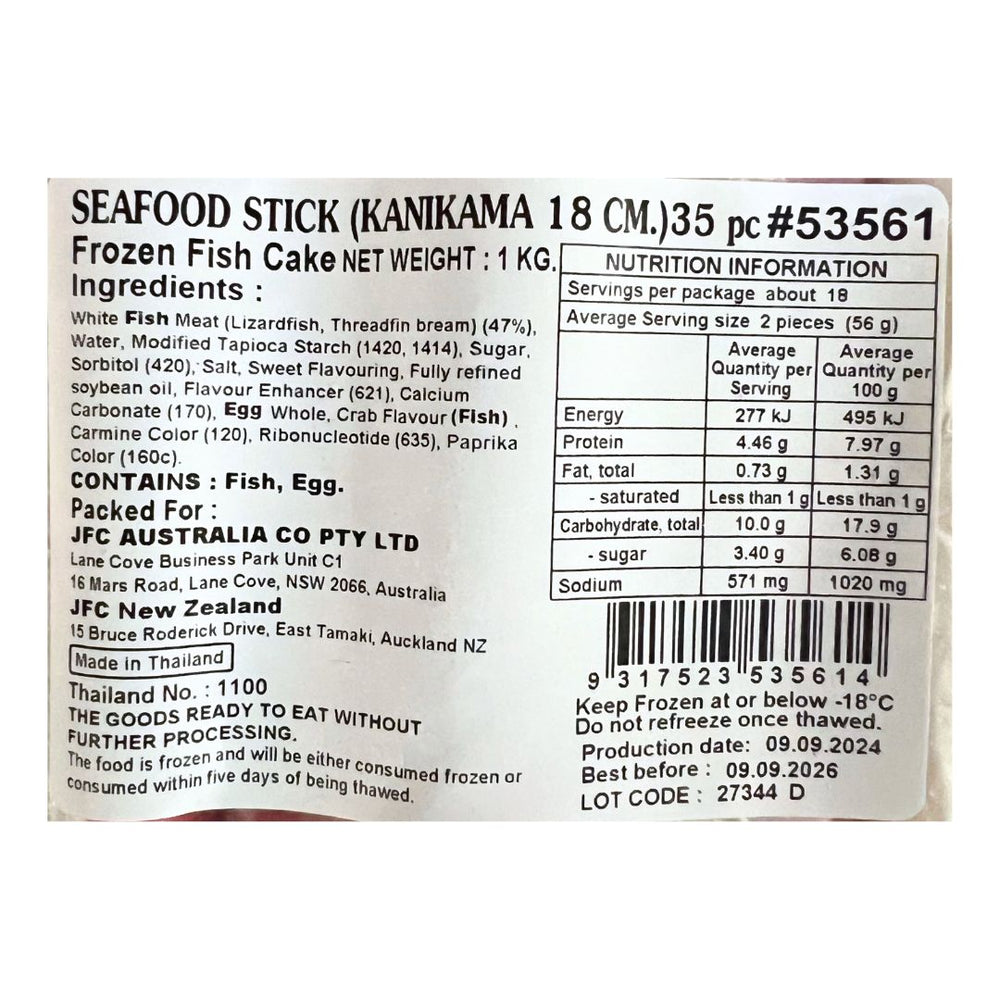 SEAFOOD STICK (KANIKAMA 18 CM.)35 pc #53561
Frozen Fish Cake NET WEIGHT : 1 KG.
Ingredients :
White Fish Meat (Lizardfish, Threadfin bream) (47%),
Water, Modified Tapioca Starch (1420, 1414), Sugar,
Sorbitol (420), Salt, Sweet Flavouring, Fully refined
soybean oil, Flavour Enhancer (621), Calcium
Carbonate (170), Egg Whole, Crab Flavour (Fish) ,
Carmine Color (120), Ribonucleotide (635), Paprika
Color (160c).
CONTAINS : Fish, Egg.
Packed For :
JFC AUSTRALIA CO PTY LTD
Lane Cove Business Park Unit C1
16 Mars Road, Lane Cove, NSW 2066, Australia
JFC New Zealand
15 Bruce Roderick Drive, East Tamaki, Auckland NZ
Made in Thailand
Thailand No. : 1100
THE GOODS READY TO EAT WITHOUT
FURTHER PROCESSING.
The food is frozen and will be either consumed frozen or
consumed within five days of being thawed.
NUTRITION INFORMATION
Servings per package about 18
Average Serving size 2 pieces (56 g)
Average Quantity per Serving Average Quantity per 100 g
Energy 277 kJ 495 kJ
Protein 4.46 g 7.97 g
Fat, total 0.73 g 1.31 g
- saturated Less than 1 g Less than 1 g
Carbohydrate, total 10.0 g 17.9 g
- sugar 3.40 g 6.08 g
Sodium 571 mg 1020 mg
9 317523 535614
Keep Frozen at or below -18°C
Do not refreeze once thawed.
Production date: 09.09.2024
Best before : 09.09.2026
LOT CODE : 27344 D